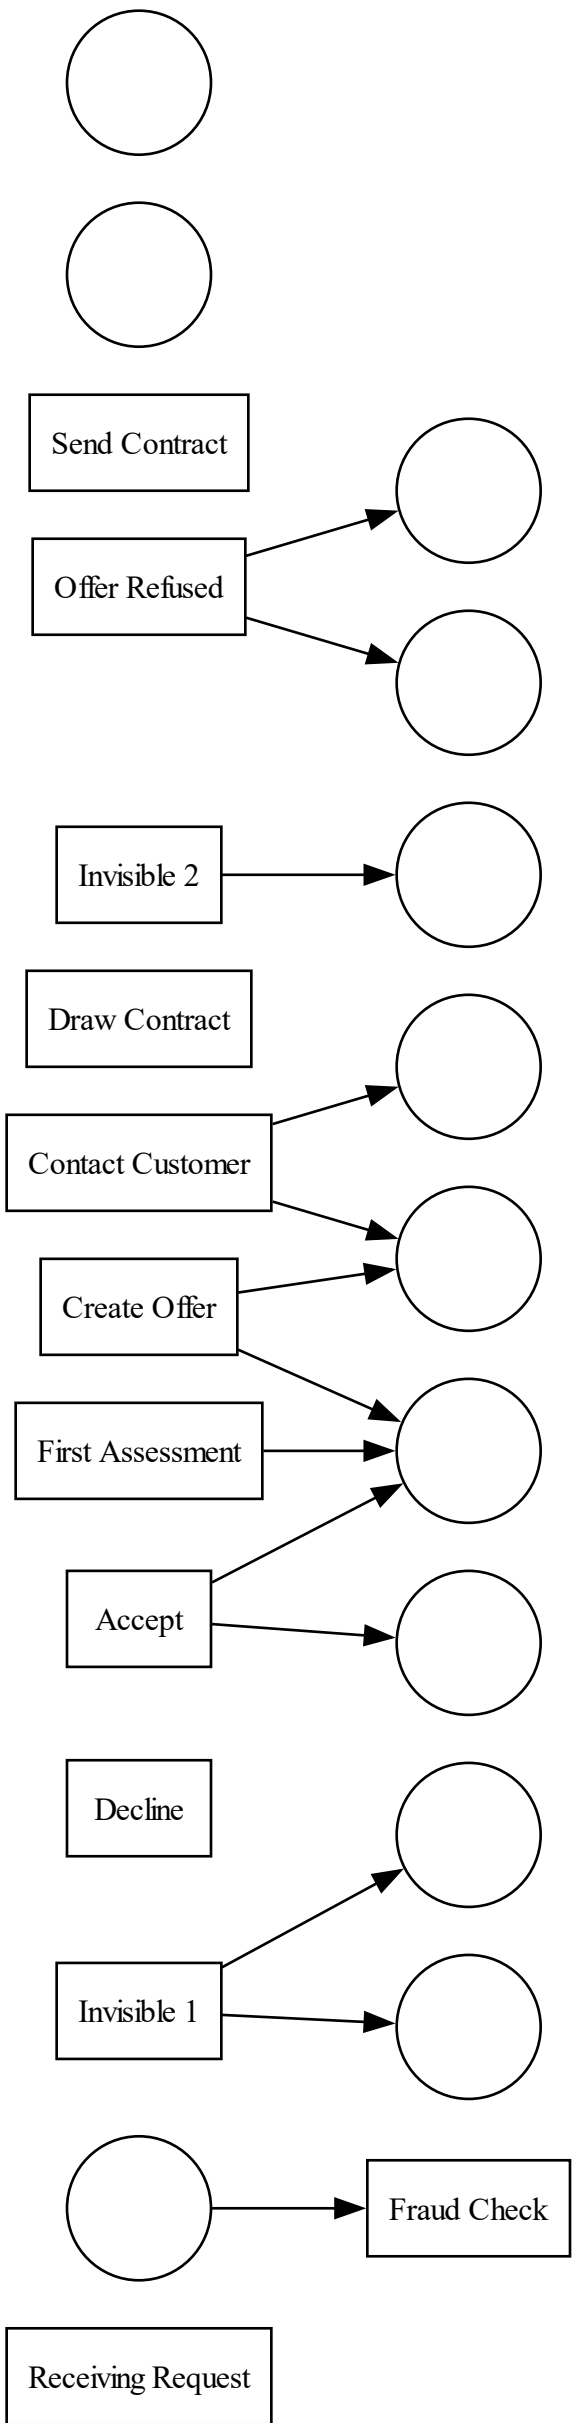 Send Contract
Offer Refused
Invisible 2
Draw Contract
Contact Customer
Create Offer
First Assessment
Accept
Decline
Invisible 1
Fraud Check
Receiving Request